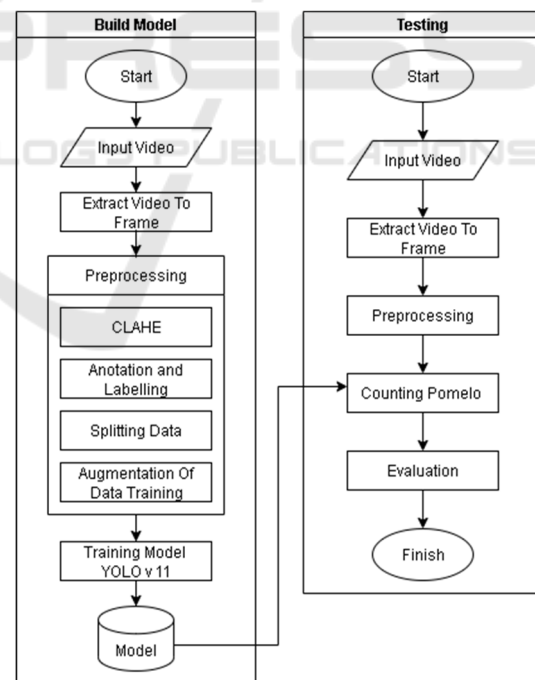 Build Model
Start
Input Video
Extract Video To
Frame
Preprocessing
CLAHE
Anotation and
Labelling
Splitting Data
Augmentation Of
Data Training
Training Model
YOLO v 11
Model
Testing
Start
Input Video
Extract Video To
Frame
Preprocessing
Counting Pomelo
Evaluation
Finish